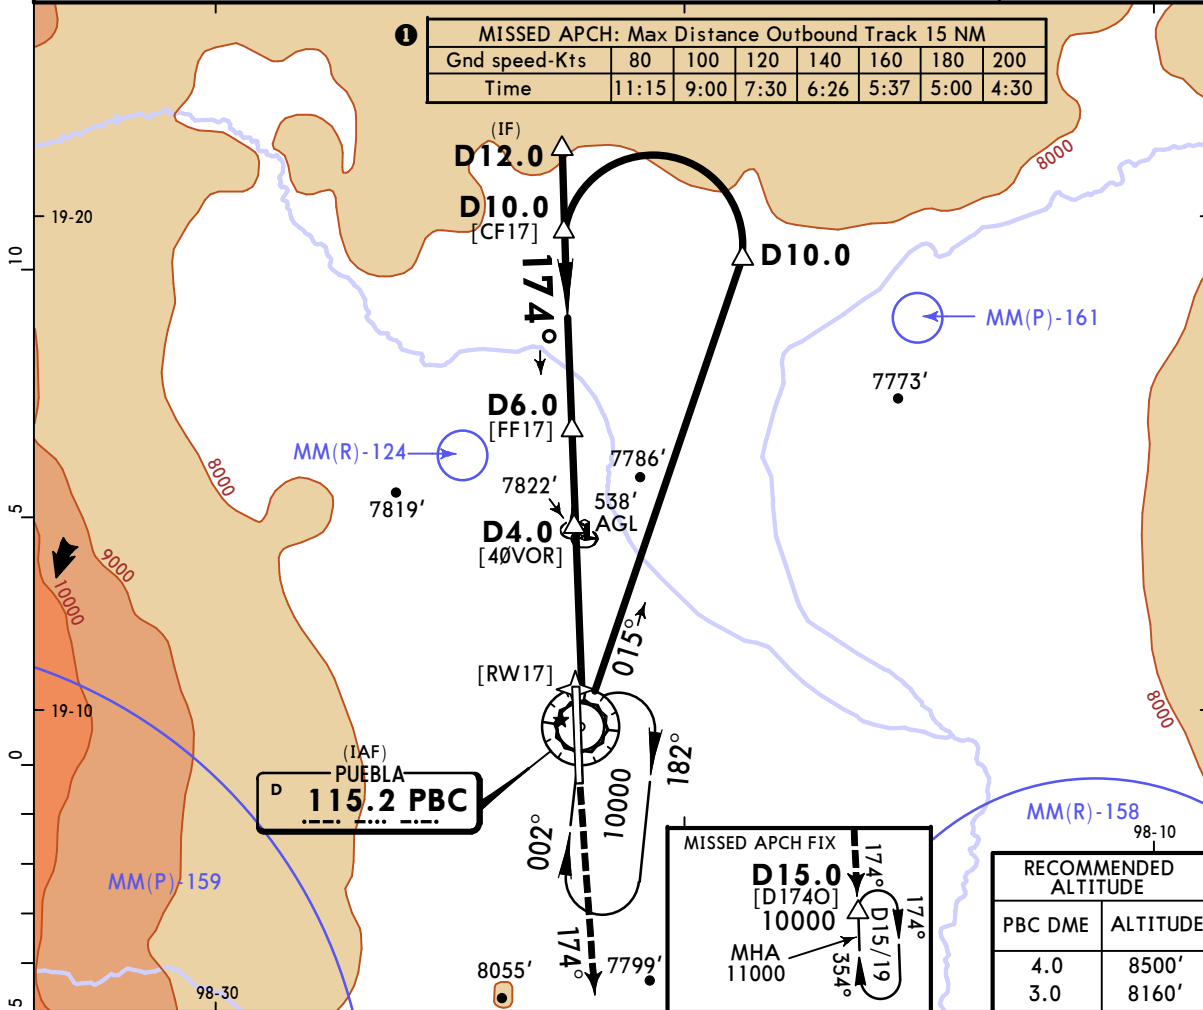 ❶
MISSED APCH: Max Distance Outbound Track 15 NM
Gnd speed-Kts 80 100 120 140 160 180 200
Time 11:15 9:00 7:30 6:26 5:37 5:00 4:30
(IF)
D12.0
8000
D10.0
[CF17]
19-20
D10.0
10
174°
MM(P)-161
7773'
D6.0
[FF17]
MM(R)-124
7786'
8000
7822'
7819'
538'
AGL
5
D4.0
[4ØVOR]
9000
10000
015°
[RW17]
8000
19-10
182°
(IAF)
PUEBLA
D 115.2 PBC
0
10000
002°
MM(R)-158
98-10
MM(P)-159
174°
8055'
7799'
98-30
5
MISSED APCH FIX
174°
D15.0
[D174O]
10000
174°
D15/19
MHA
11000
354°
RECOMMENDED
ALTITUDE
PBC DME ALTITUDE
4.0 8500'
3.0 8160'